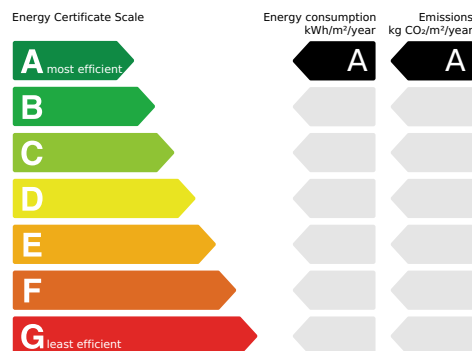 Energy Certificate Scale
Energy consumption
kWh/m²/year
Emissions
kg CO₂/m²/year
A most efficient
A
A
B
C
D
E
F
G least efficient